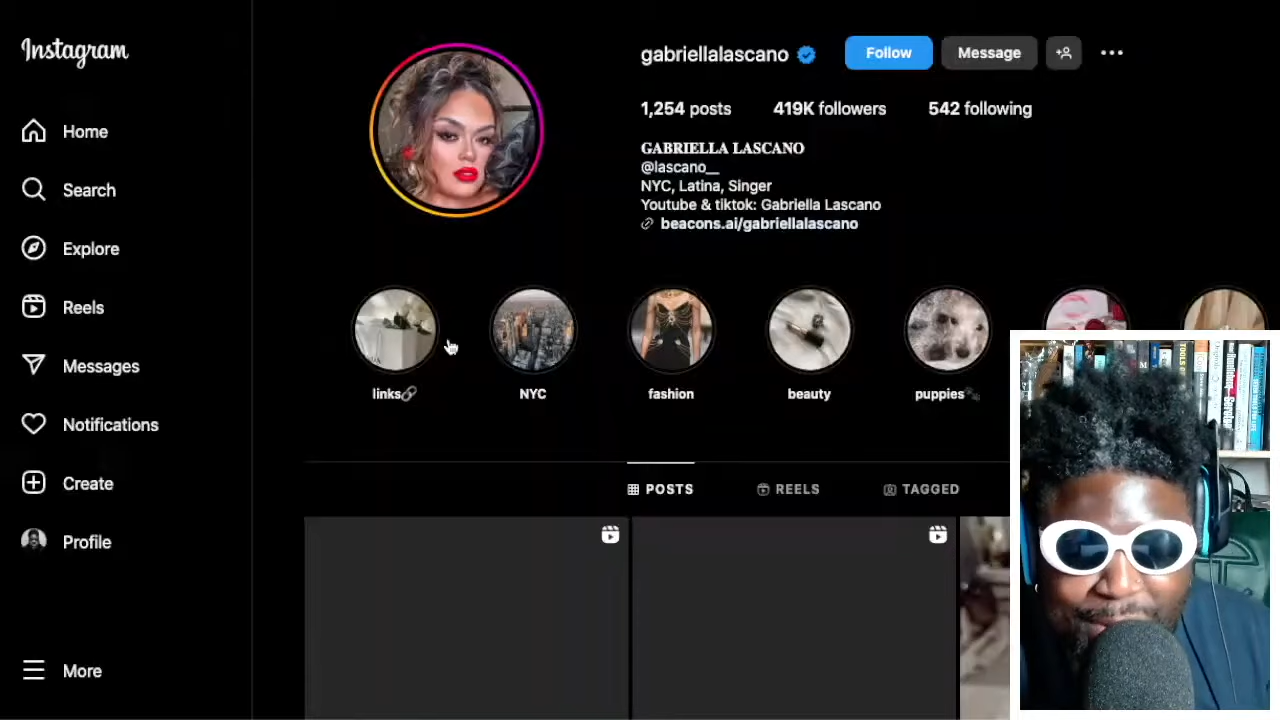 Instagram
Home
Search
Explore
Reels
Messages
Notifications
Create
Profile
More
gabriellalascano
Follow
Message
1,254 posts 419K followers 542 following
GABRIELLA LASCANO
@lascano__
NYC, Latina, Singer
Youtube & tiktok: Gabriella Lascano
beacons.ai/gabriellalascano
links🔗 NYC fashion beauty puppies🐾
POSTS REELS TAGGED